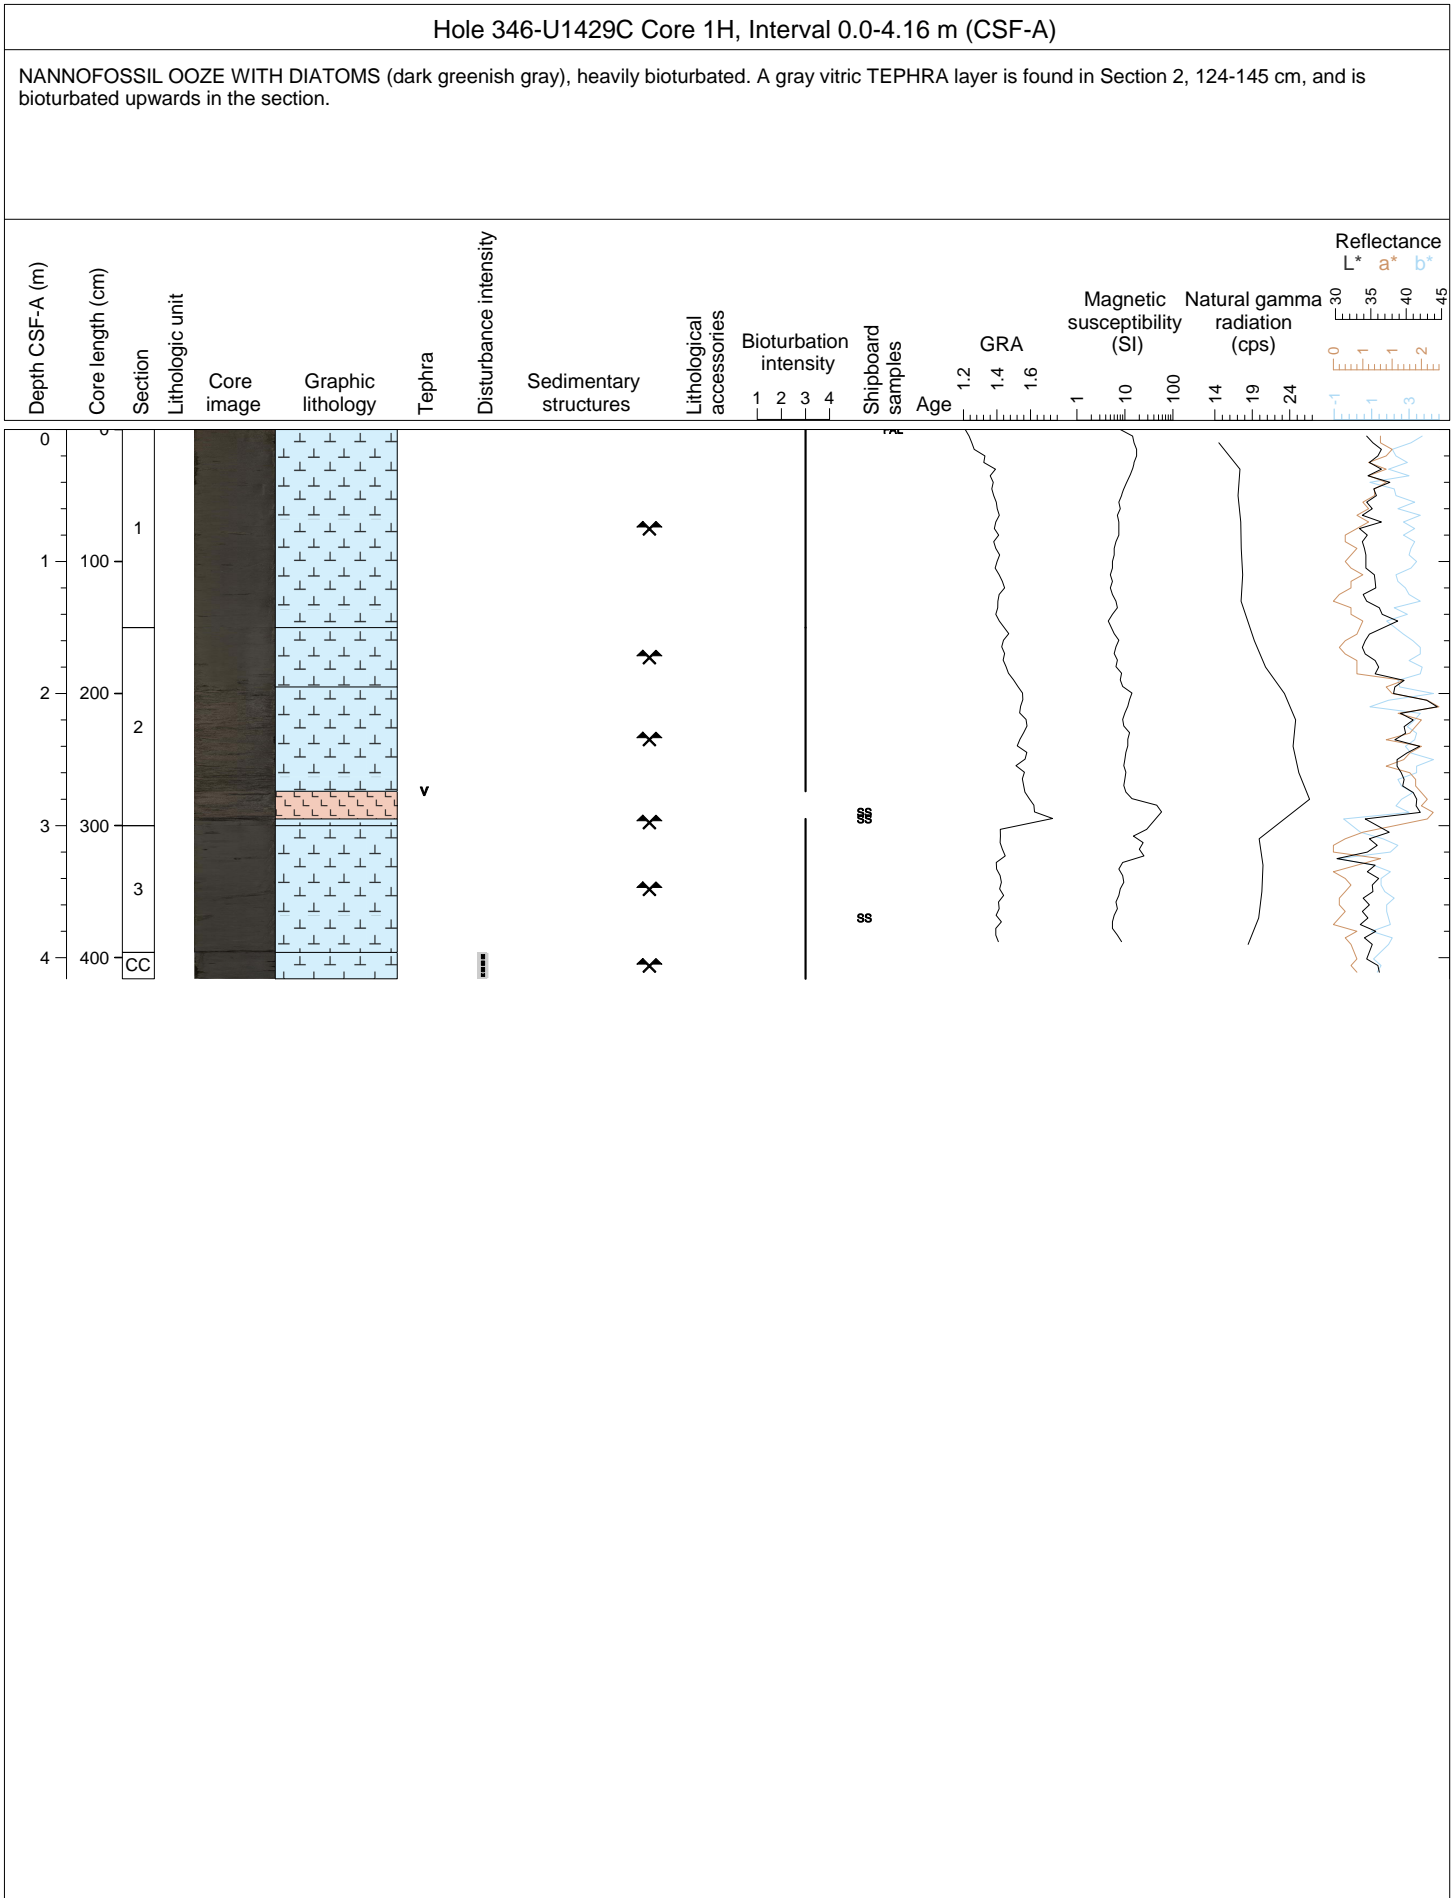 Hole 346-U1429C Core 1H, Interval 0.0-4.16 m (CSF-A)
NANNOFOSSIL OOZE WITH DIATOMS (dark greenish gray), heavily bioturbated. A gray vitric TEPHRA layer is found in Section 2, 124-145 cm, and is
bioturbated upwards in the section.
Depth CSF-A (m)
Core length (cm)
Section
Lithologic unit
Core
image
Graphic
lithology
Tephra
Disturbance intensity
Sedimentary
structures
Lithological
accessories
Bioturbation
intensity
1 2 3 4
Shipboard
samples
Age
GRA
1.2 1.4 1.6
Magnetic
susceptibility
(SI)
1 10 100
Natural gamma
radiation
(cps)
14 19 24
Reflectance
L* a* b*
30 35 40 45
0 1 1 2
-1 1 3
0
1
1 100
2 200
2
v
SS
SS
3 300
3
SS
4 400
CC